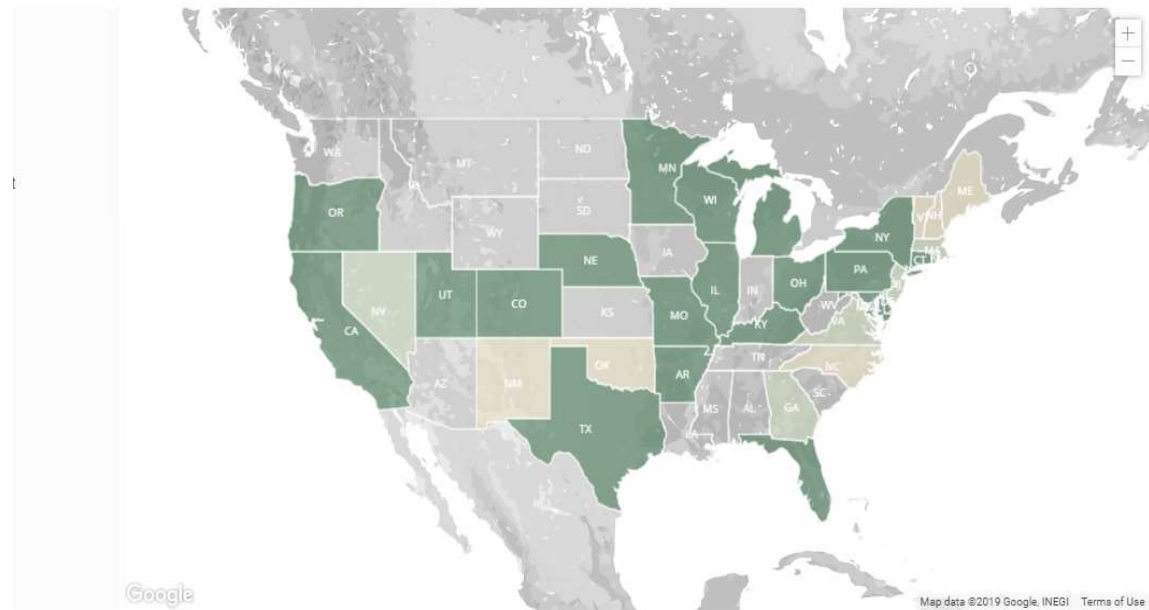 +
−
t
WA
MT
ND
MN
ME
OR
SD
WI
VT
NH
WY
NY
MA
IA
CT
RI
NE
PA
NV
UT
CO
IL
IN
OH
NJ
KS
MO
WV
CA
KY
VA
TN
AZ
NM
OK
AR
NC
SC
MS
AL
GA
TX
LA
Google
Map data ©2019 Google, INEGI Terms of Use